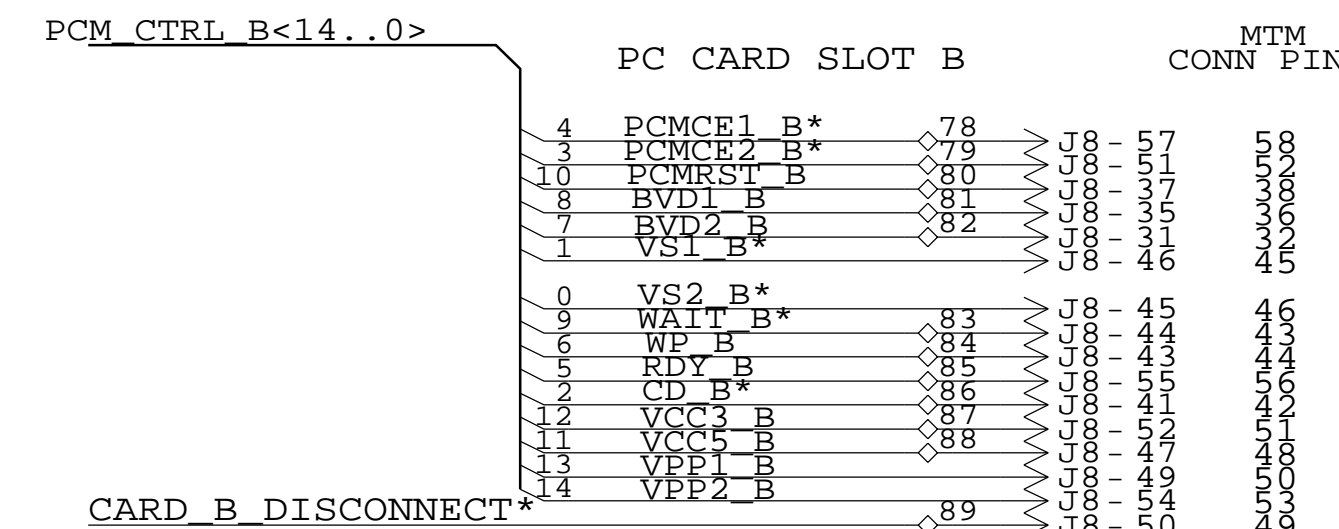 PCM_CTRL_B<14..0>
PC CARD SLOT B
MTM
CONN PIN
4 PCMCE1_B* 78 J8-57 58
3 PCMCE2_B* 79 J8-51 52
10 PCMRST_B 80 J8-37 38
8 BVD1_B 81 J8-35 36
7 BVD2_B 82 J8-31 32
1 VS1_B* J8-46 45
0 VS2_B* J8-45 46
9 WAIT_B* 83 J8-44 43
6 WP_B 84 J8-43 44
5 RDY_B 85 J8-55 56
2 CD_B* 86 J8-41 42
12 VCC3_B 87 J8-52 51
11 VCC5_B 88 J8-47 48
13 VPP1_B J8-49 50
14 VPP2_B J8-54 53
CARD_B_DISCONNECT* 89 J8-50 49